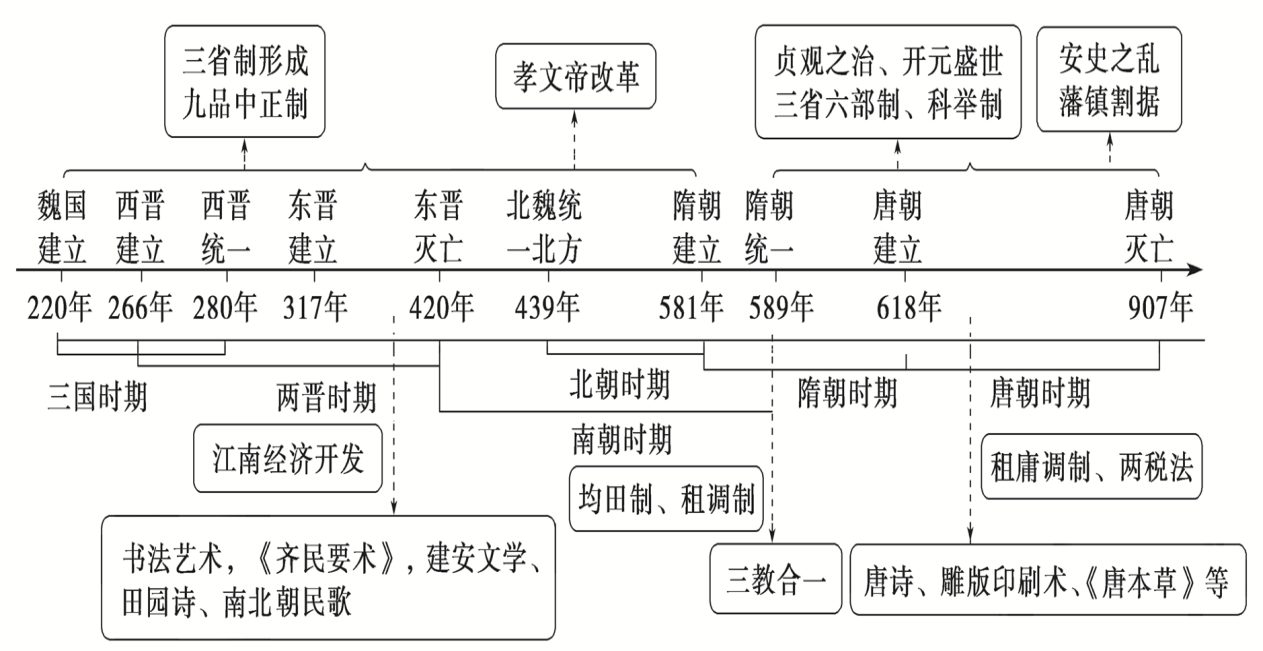 三省制形成
九品中正制
孝文帝改革
贞观之治、开元盛世
三省六部制、科举制
安史之乱
藩镇割据
魏国
建立
西晋
建立
西晋
统一
东晋
建立
东晋
灭亡
北魏统
一北方
隋朝
建立
隋朝
统一
唐朝
建立
唐朝
灭亡
220年
266年
280年
317年
420年
439年
581年
589年
618年
907年
三国时期
两晋时期
北朝时期
南朝时期
隋朝时期
唐朝时期
江南经济开发
均田制、租调制
租庸调制、两税法
书法艺术,《齐民要术》,建安文学、
田园诗、南北朝民歌
三教合一
唐诗、雕版印刷术、《唐本草》等